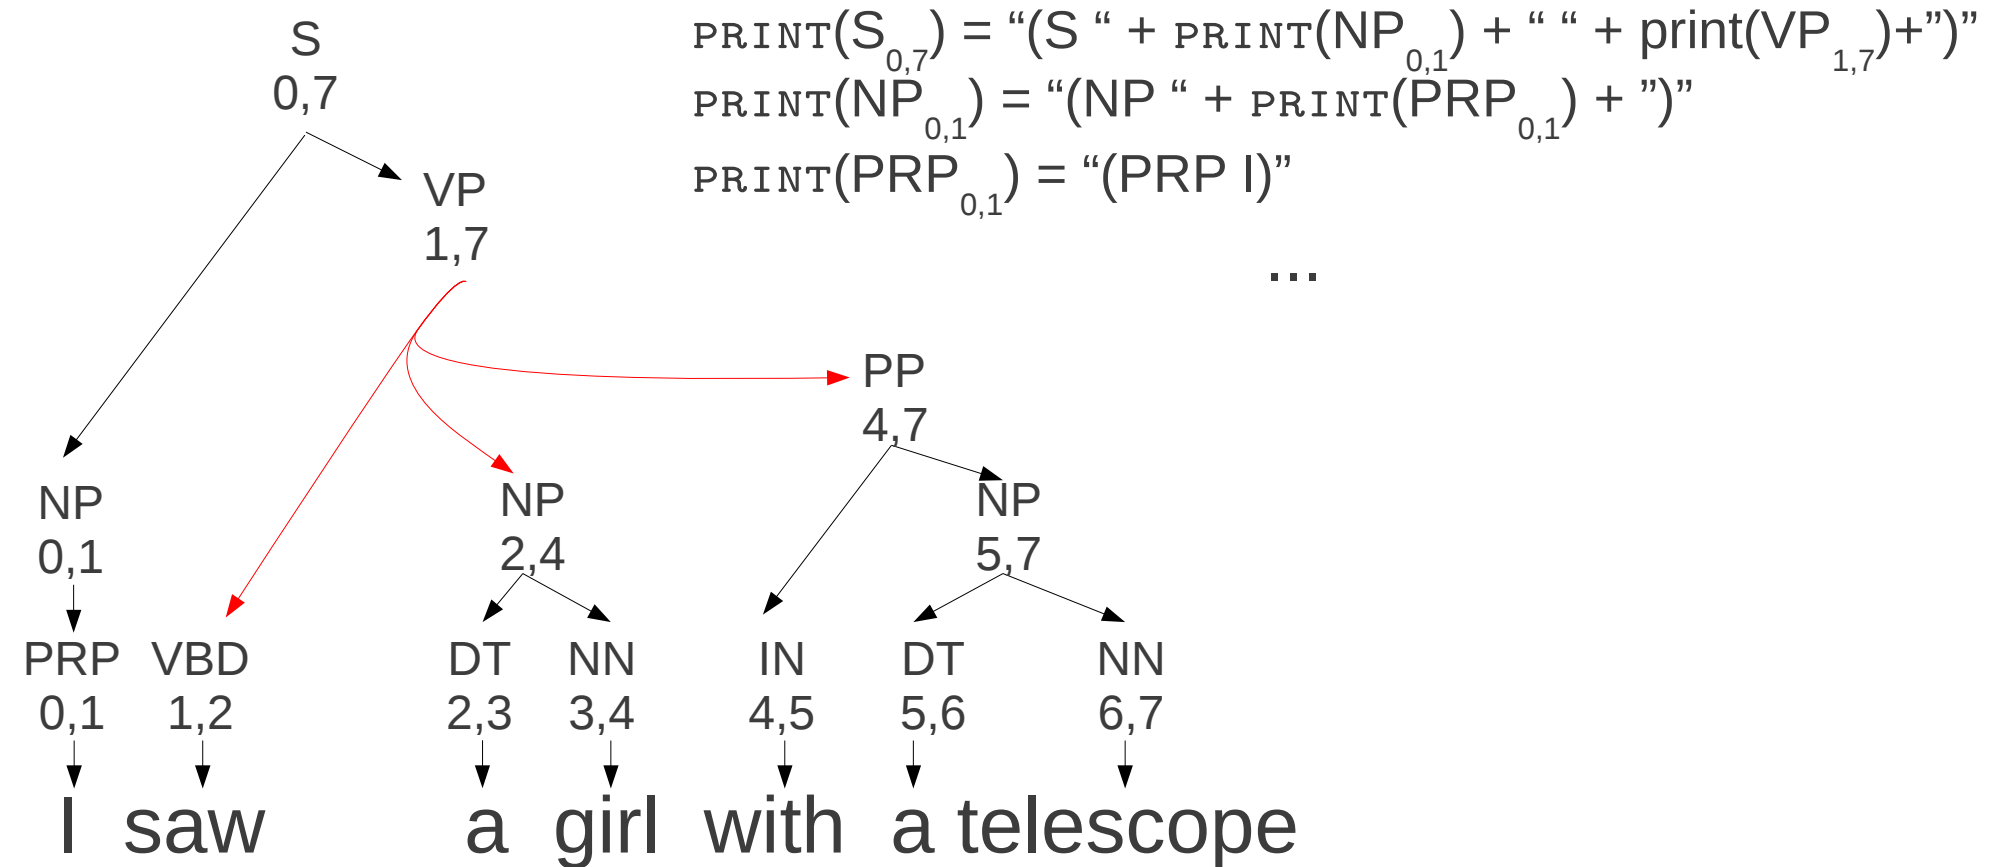 S
0,7
PRINT(S0,7) = “(S “ + PRINT(NP0,1) + “ “ + print(VP1,7)+”)”
PRINT(NP0,1) = “(NP “ + PRINT(PRP0,1) + ”)”
PRINT(PRP0,1) = “(PRP I)”
...
VP
1,7
PP
4,7
NP NP NP
0,1 2,4 5,7
PRP VBD DT NN IN DT NN
0,1 1,2 2,3 3,4 4,5 5,6 6,7
I saw a girl with a telescope